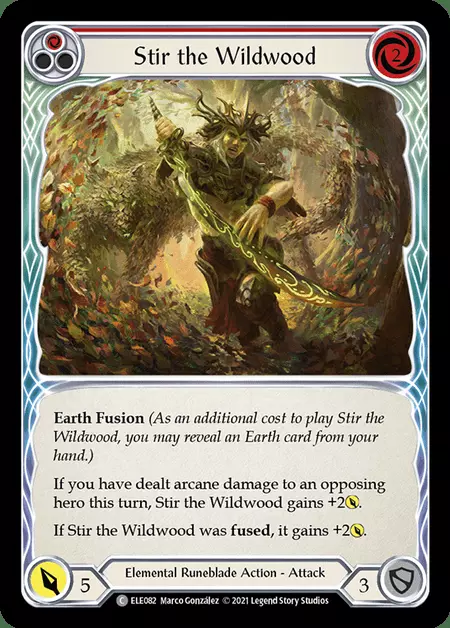 Stir the Wildwood
2
Earth Fusion (As an additional cost to play Stir the
Wildwood, you may reveal an Earth card from your
hand.)
If you have dealt arcane damage to an opposing
hero this turn, Stir the Wildwood gains +2.
If Stir the Wildwood was fused, it gains +2.
5
Elemental Runeblade Action - Attack
3
C ELE082 Marco González © 2021 Legend Story Studios